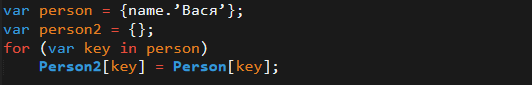 var person = {name.’Вася’};
var person2 = {};
for (var key in person)
    Person2[key] = Person[key];